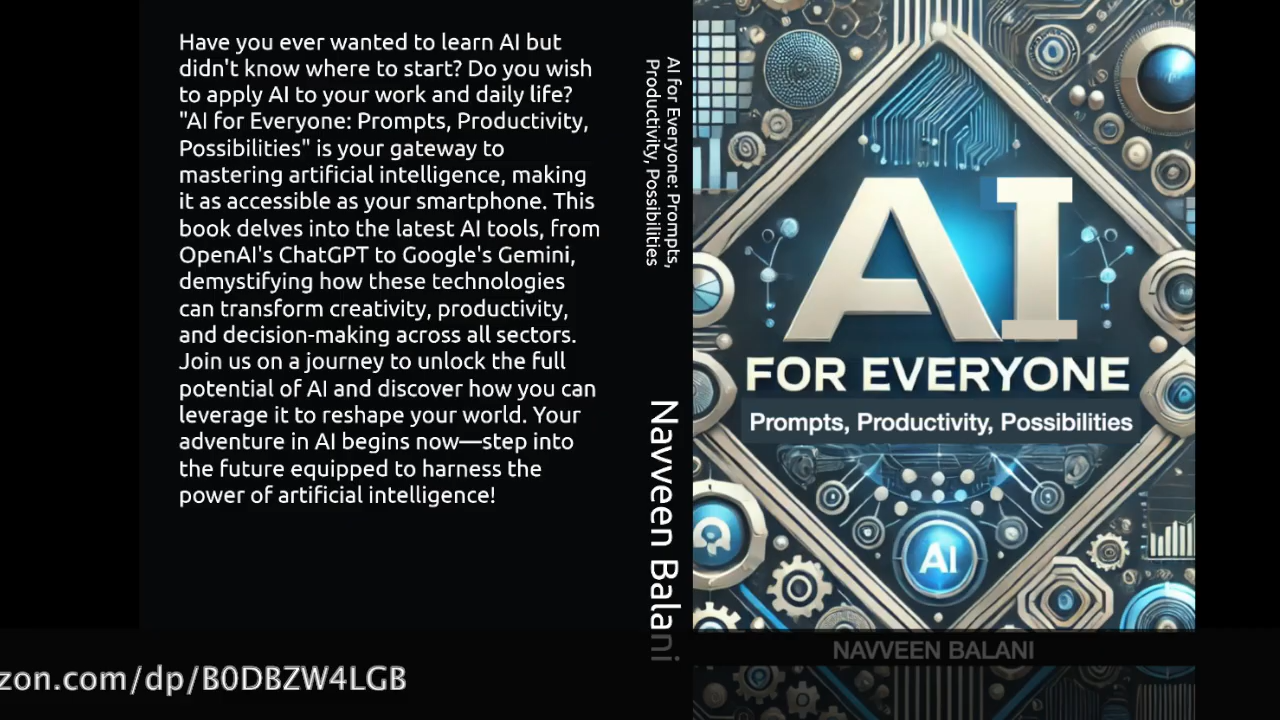 Have you ever wanted to learn AI but
didn't know where to start? Do you wish
to apply AI to your work and daily life?
"AI for Everyone: Prompts, Productivity,
Possibilities" is your gateway to
mastering artificial intelligence, making
it as accessible as your smartphone. This
book delves into the latest AI tools, from
OpenAI's ChatGPT to Google's Gemini,
demystifying how these technologies
can transform creativity, productivity,
and decision-making across all sectors.
Join us on a journey to unlock the full
potential of AI and discover how you can
leverage it to reshape your world. Your
adventure in AI begins now—step into
the future equipped to harness the
power of artificial intelligence!
AI for Everyone: Prompts,
Productivity, Possibilities
Navveen Balani
AI
FOR EVERYONE
Prompts, Productivity, Possibilities
AI
NAVVEEN BALANI
zon.com/dp/B0DBZW4LGB